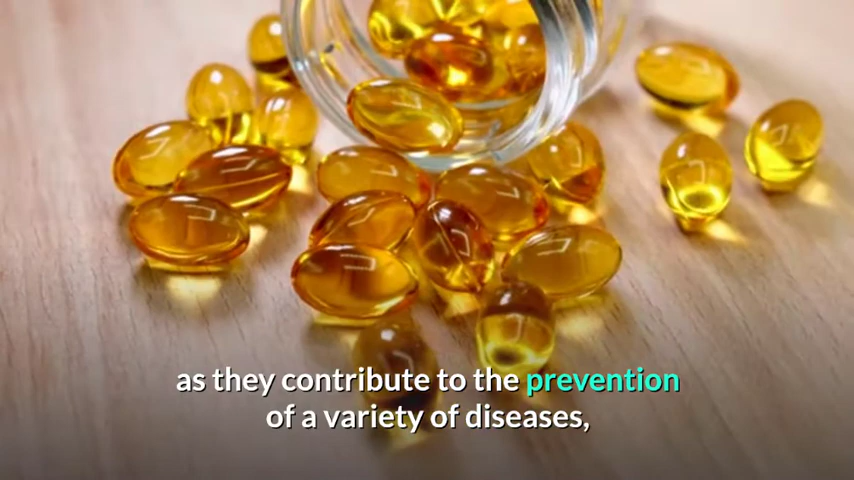 as they contribute to the prevention
of a variety of diseases,